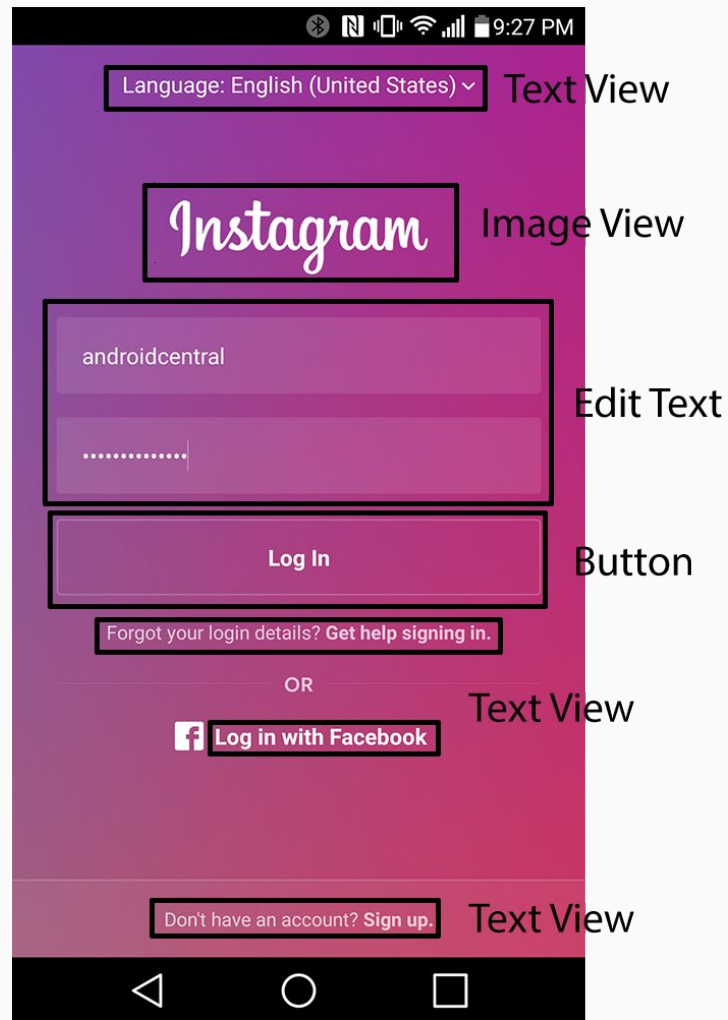 9:27 PM
Language: English (United States) Text View
Instagram Image View
androidcentral
Edit Text
••••••••••••••
Log In Button
Forgot your login details? Get help signing in.
OR
Text View
Log in with Facebook
Don't have an account? Sign up. Text View